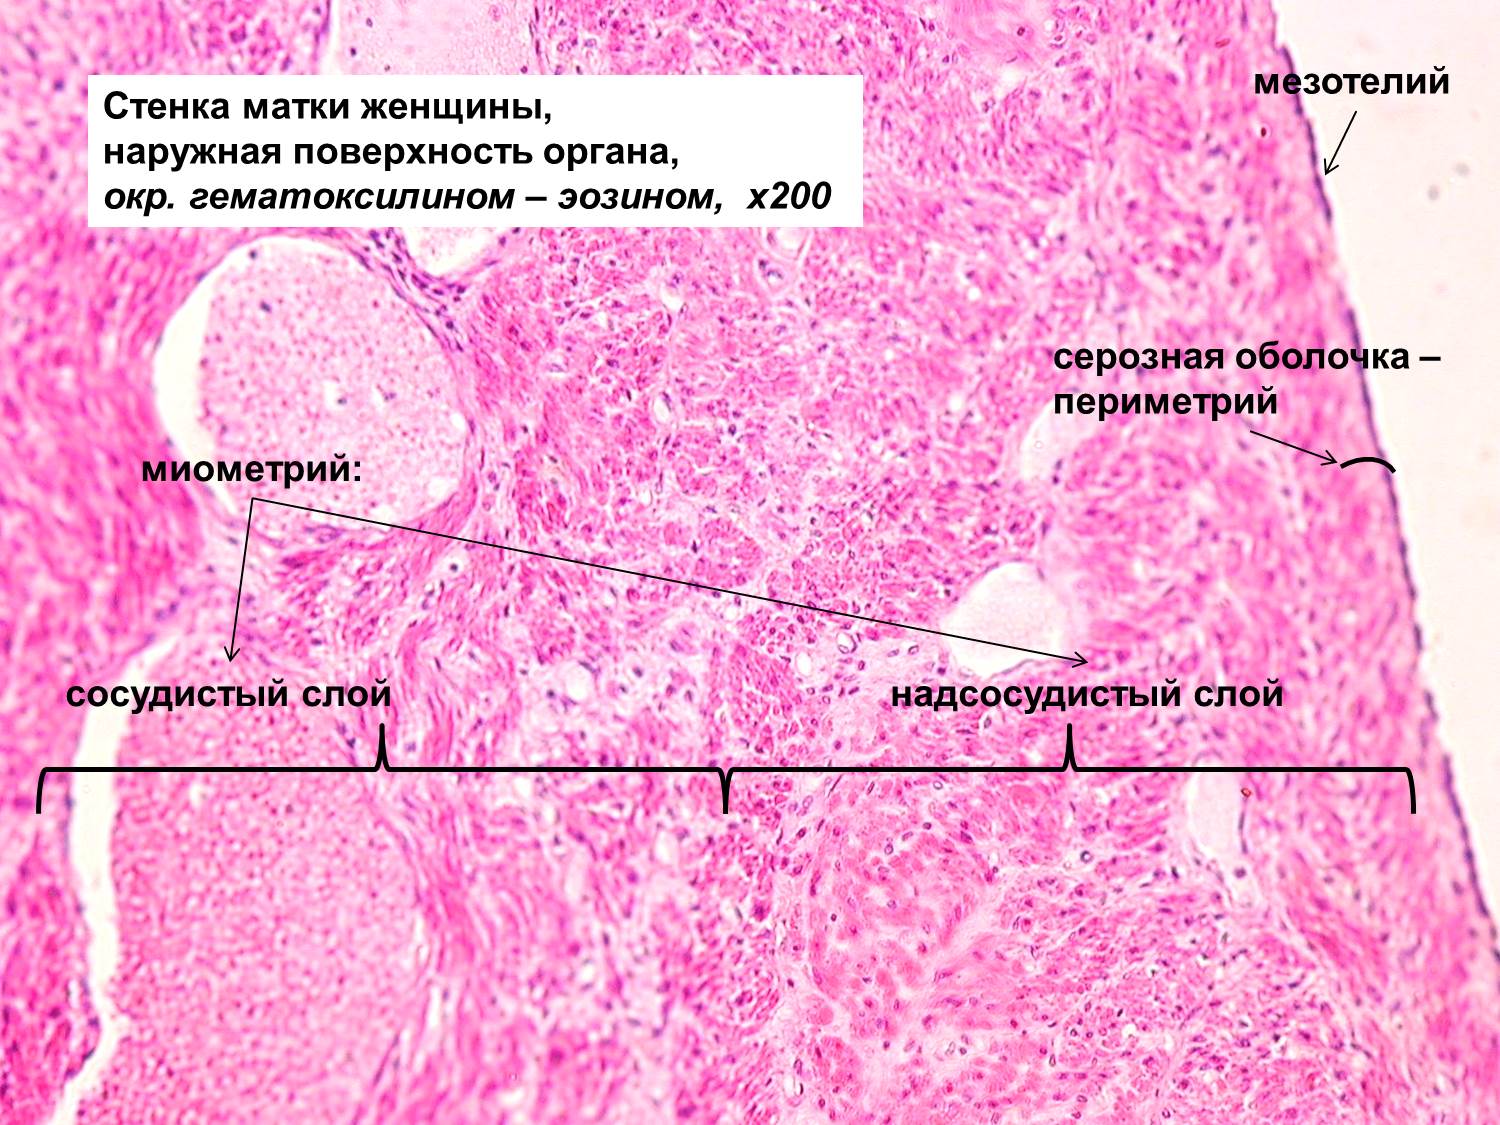 Стенка матки женщины,
наружная поверхность органа,
окр. гематоксилином – эозином, х200
мезотелий
серозная оболочка –
периметрий
миометрий:
сосудистый слой
надсосудистый слой